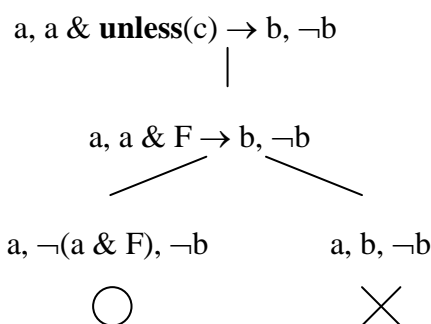 a, a & unless(c) → b, ¬b
a, a & F → b, ¬b
a, ¬(a & F), ¬b
a, b, ¬b